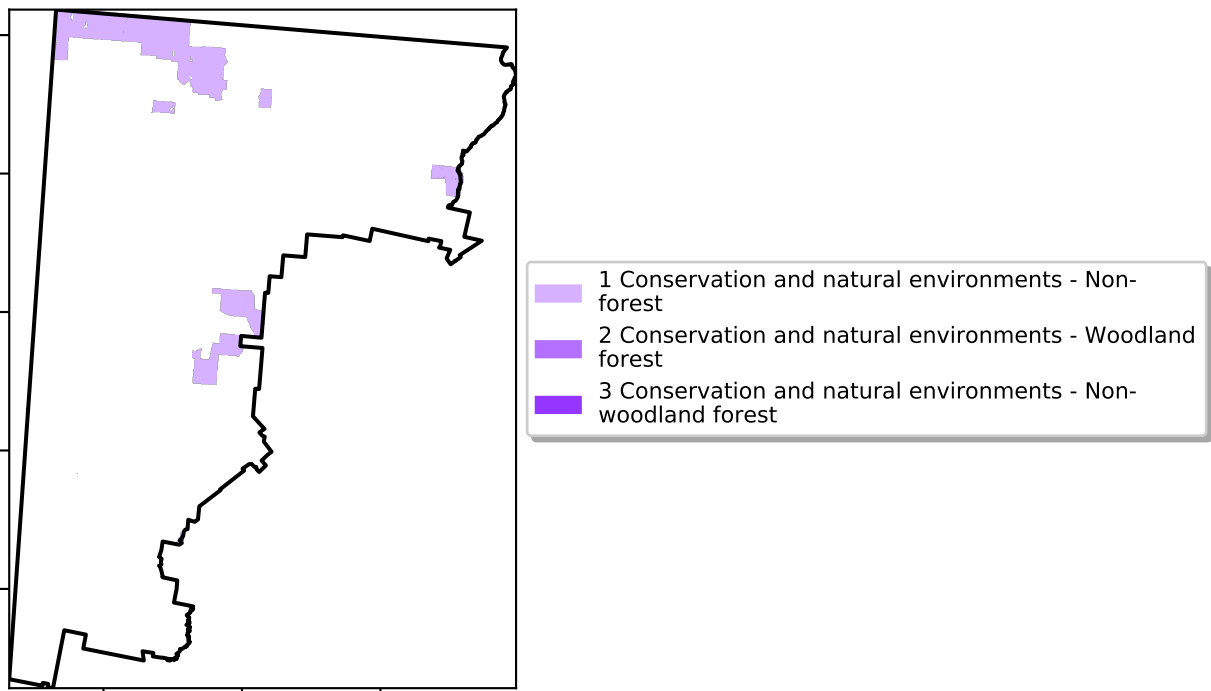 1 Conservation and natural environments - Non-
forest
2 Conservation and natural environments - Woodland
forest
3 Conservation and natural environments - Non-
woodland forest